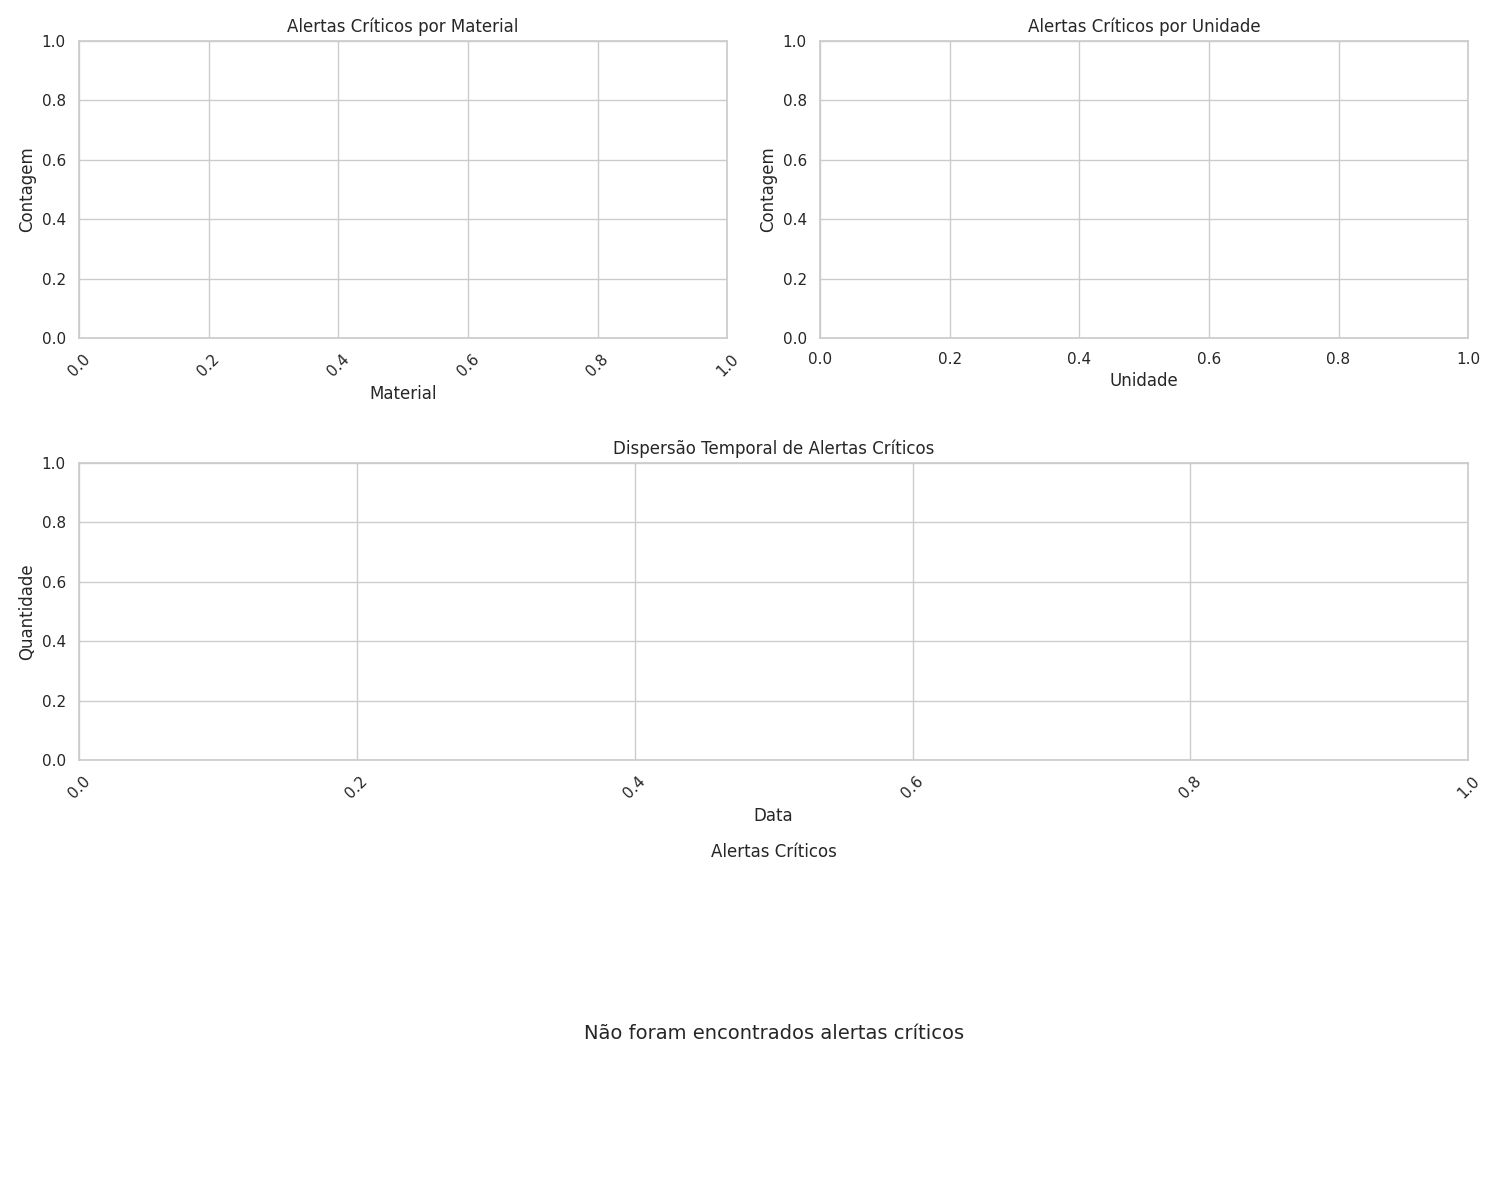 Alertas Críticos por Material
1.0
0.8
0.6
0.4
0.2
0.0
Contagem
0.0 0.2 0.4 0.6 0.8 1.0
Material
Alertas Críticos por Unidade
1.0
0.8
0.6
0.4
0.2
0.0
Contagem
0.0 0.2 0.4 0.6 0.8 1.0
Unidade
Dispersão Temporal de Alertas Críticos
1.0
0.8
0.6
0.4
0.2
0.0
Quantidade
0.0 0.2 0.4 0.6 0.8 1.0
Data
Alertas Críticos
Não foram encontrados alertas críticos